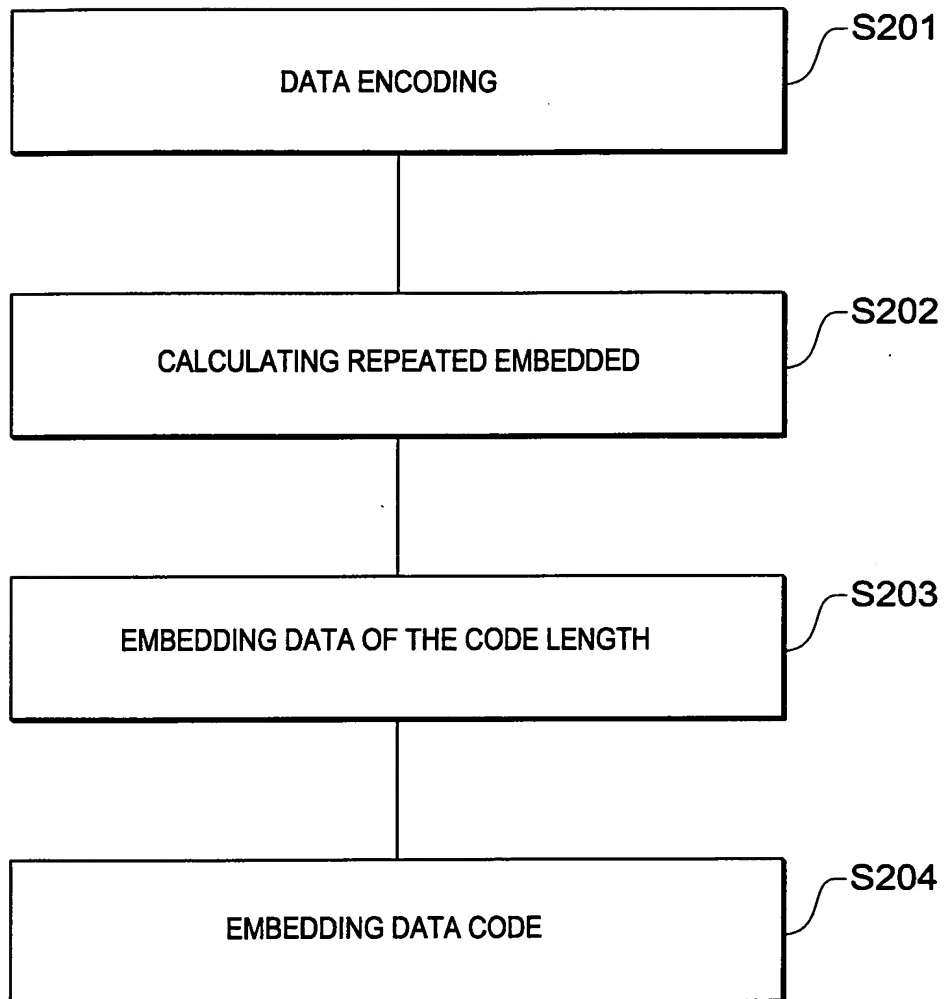 S201
DATA ENCODING
S202
CALCULATING REPEATED EMBEDDED
S203
EMBEDDING DATA OF THE CODE LENGTH
S204
EMBEDDING DATA CODE